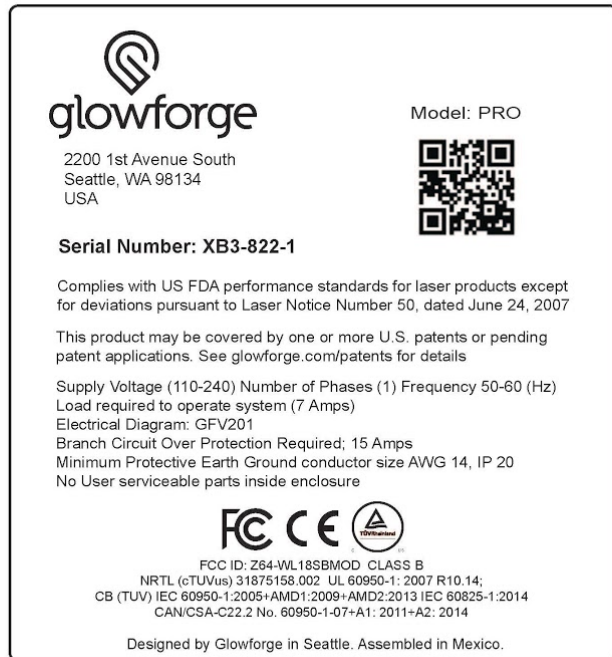 glowforge
Model: PRO
2200 1st Avenue South
Seattle, WA 98134
USA
Serial Number: XB3-822-1
Complies with US FDA performance standards for laser products except
for deviations pursuant to Laser Notice Number 50, dated June 24, 2007
This product may be covered by one or more U.S. patents or pending
patent applications. See glowforge.com/patents for details
Supply Voltage (110-240) Number of Phases (1) Frequency 50-60 (Hz)
Load required to operate system (7 Amps)
Electrical Diagram: GFV201
Branch Circuit Over Protection Required; 15 Amps
Minimum Protective Earth Ground conductor size AWG 14, IP 20
No User serviceable parts inside enclosure
FC CE TÜVRheinland
FCC ID: Z64-WL18SBMOD CLASS B
NRTL (cTUVus) 31875158.002 UL 60950-1: 2007 R10.14;
CB (TUV) IEC 60950-1:2005+AMD1:2009+AMD2:2013 IEC 60825-1:2014
CAN/CSA-C22.2 No. 60950-1-07+A1: 2011+A2: 2014
Designed by Glowforge in Seattle. Assembled in Mexico.